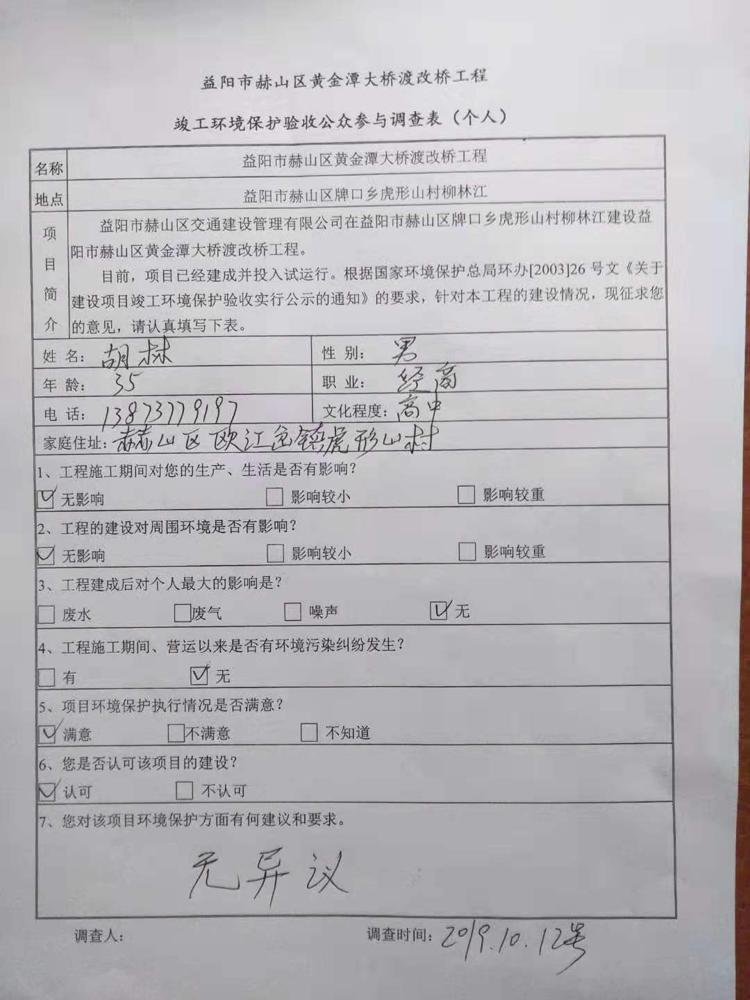 益阳市赫山区黄金潭大桥渡改桥工程
竣工环境保护验收公众参与调查表（个人）
名称 益阳市赫山区黄金潭大桥渡改桥工程
地点 益阳市赫山区牌口乡虎形山村柳林江
项目简介
益阳市赫山区交通建设管理有限公司在益阳市赫山区牌口乡虎形山村柳林江建设益
阳市赫山区黄金潭大桥渡改桥工程。
目前，项目已经建成并投入试运行。根据国家环境保护总局环办[2003]26 号文《关于
建设项目竣工环境保护验收实行公示的通知》的要求，针对本工程的建设情况，现征求您
的意见，请认真填写下表。
姓 名： 胡林 性 别： 男
年 龄： 35 职 业： 经商
电 话： 13873779197 文化程度：高中
家庭住址：赫山区欧江岔镇虎形山村
1、工程施工期间对您的生产、生活是否有影响？
☑ 无影响 □ 影响较小 □ 影响较重
2、工程的建设对周围环境是否有影响？
☑ 无影响 □ 影响较小 □ 影响较重
3、工程建成后对个人最大的影响是？
□ 废水 □废气 □ 噪声 ☑ 无
4、工程施工期间、营运以来是否有环境污染纠纷发生？
□ 有 ☑ 无
5、项目环境保护执行情况是否满意？
☑ 满意 □不满意 □ 不知道
6、您是否认可该项目的建设？
☑ 认可 □ 不认可
7、您对该项目环境保护方面有何建议和要求。
无异议
调查人： 调查时间：2019.10.12号